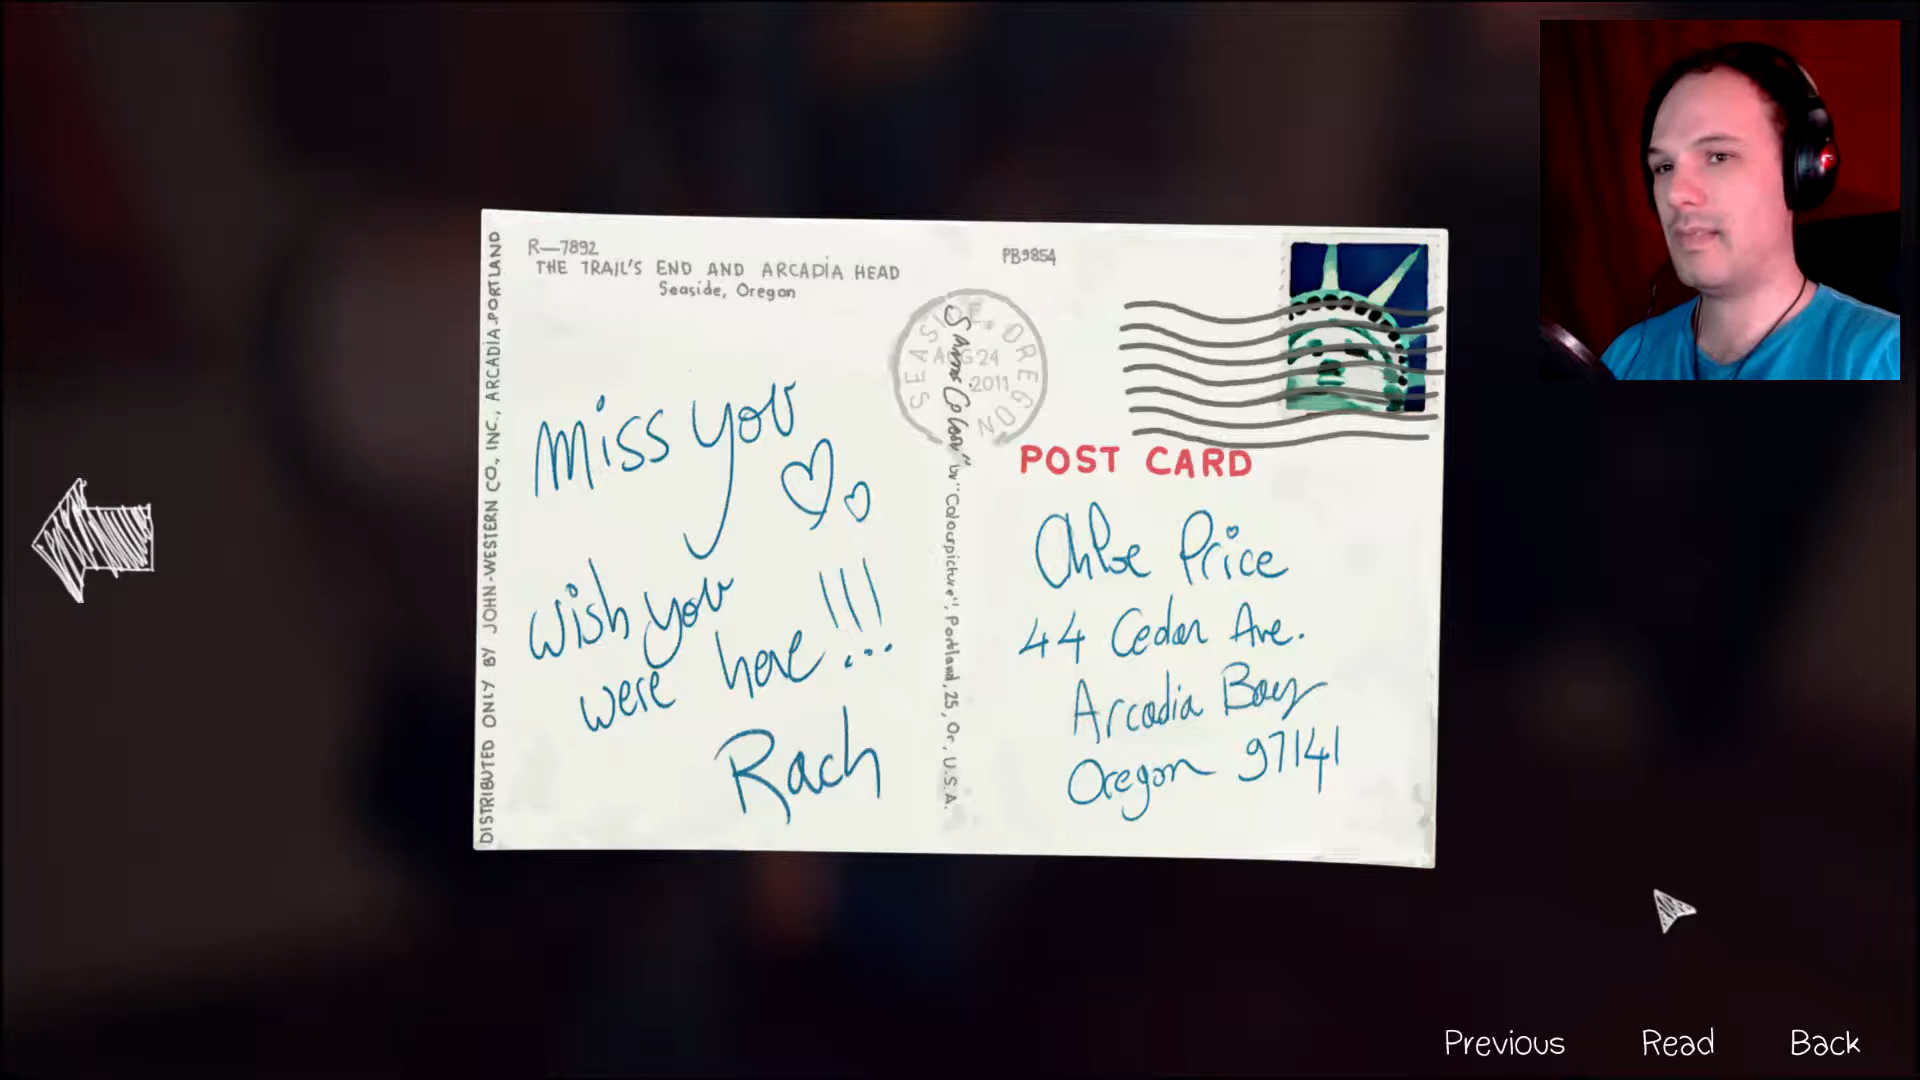 R—7892
THE TRAIL'S END AND ARCADIA HEAD
Seaside, Oregon
PB9854
DISTRIBUTED ONLY BY JOHN-WESTERN CO., INC., ARCADIA-PORTLAND
SEASIDE, OREGON
AUG 24
2011
by "Colourpicture", Portland, 25, Or., U.S.A.
POST CARD
miss you
wish you
were here!!!
Rach
Chloe Price
44 Cedar Ave.
Arcadia Bay
Oregon 97141
Previous
Read
Back